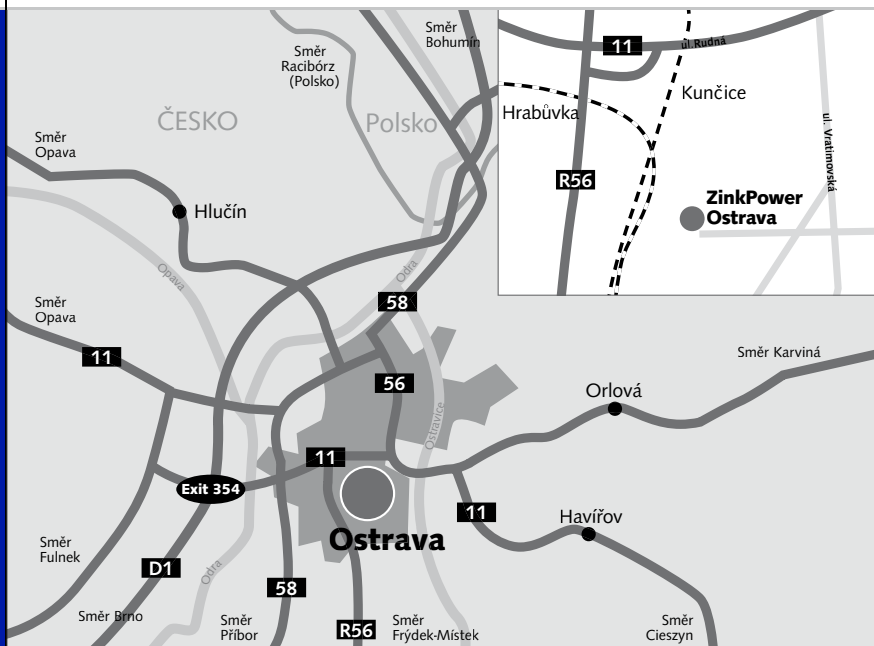 Směr
Bohumín
Směr
Racibórz
(Polsko)
ČESKO
Polsko
Směr
Opava
Hlučín
Opava
Odra
58
Směr
Opava
11
56
Ostravice
Směr Karviná
Orlová
11
Exit 354
11
Havířov
Ostrava
Směr
Fulnek
D1
Odra
58
Směr Brno
Směr
Příbor
R56
Směr
Frýdek-Místek
Směr
Cieszyn
11
ul.Rudná
Hrabůvka
Kunčice
ul. Vratimovská
R56
ZinkPower
Ostrava